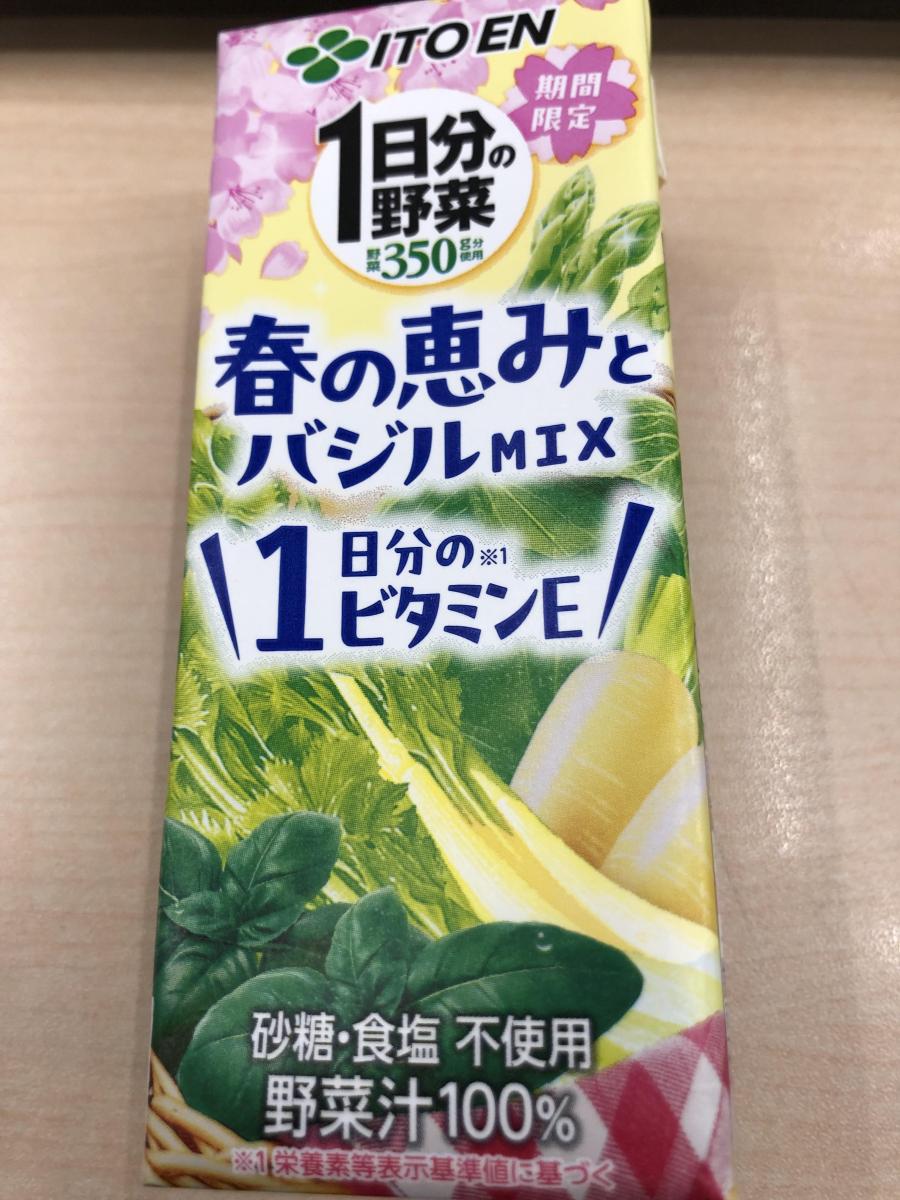 ITO EN
期間
限定
1日分の
野菜
野菜350g分使用
春の恵みと
バジルMIX
1日分の※1
ビタミンE
砂糖・食塩 不使用
野菜汁100%
※1 栄養素等表示基準値に基づく